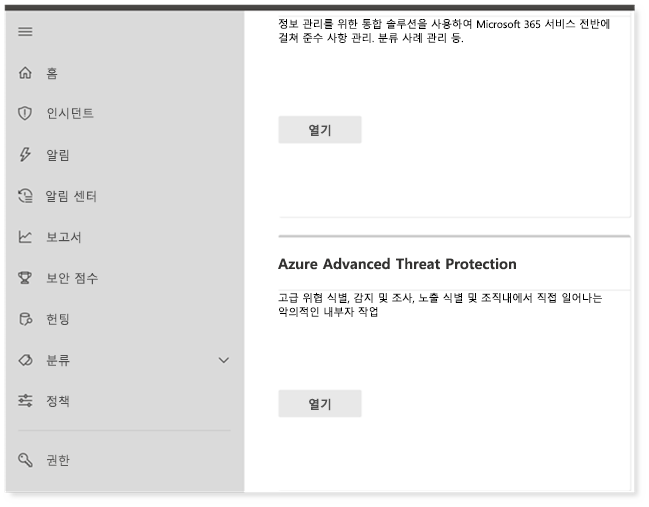 홈
인시던트
알림
알림 센터
보고서
보안 점수
헌팅
분류
정책
권한
정보 관리를 위한 통합 솔루션을 사용하여 Microsoft 365 서비스 전반에
걸쳐 준수 사항 관리. 분류 사례 관리 등.
열기
Azure Advanced Threat Protection
고급 위협 식별, 감지 및 조사, 노출 식별 및 조직내에서 직접 일어나는
악의적인 내부자 작업
열기